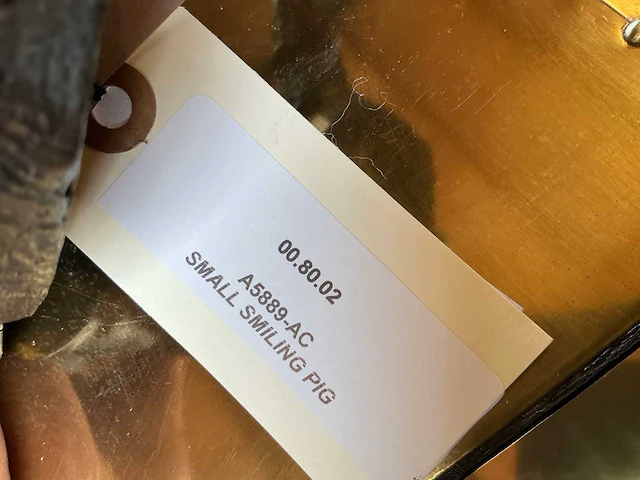 00.80.02
A5889-AC
SMALL SMILING PIG